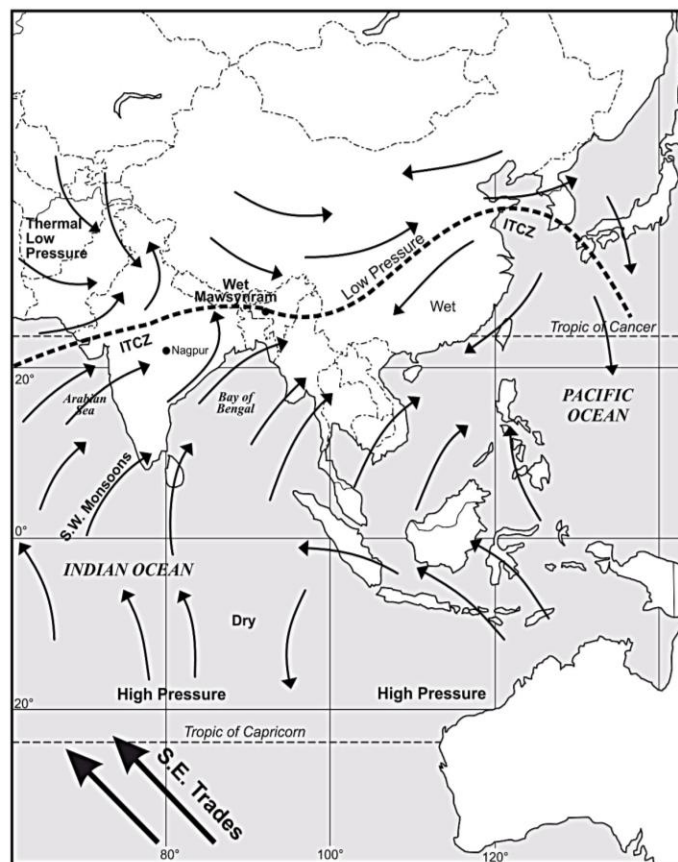 Thermal
Low
Pressure
ITCZ
Low Pressure
Wet
Mawsynram
Wet
ITCZ
Nagpur
Tropic of Cancer
20°
Arabian
Sea
Bay of
Bengal
PACIFIC
OCEAN
S.W. Monsoons
0°
INDIAN OCEAN
Dry
High Pressure
High Pressure
20°
Tropic of Capricorn
S.E. Trades
80°
100°
120°